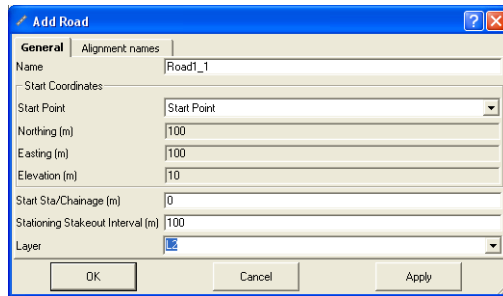 Add Road
General Alignment names
Name Road1_1
Start Coordinates
Start Point Start Point
Northing (m) 100
Easting (m) 100
Elevation (m) 10
Start Sta/Chainage (m) 0
Stationing Stakeout Interval (m) 100
Layer L2
OK Cancel Apply